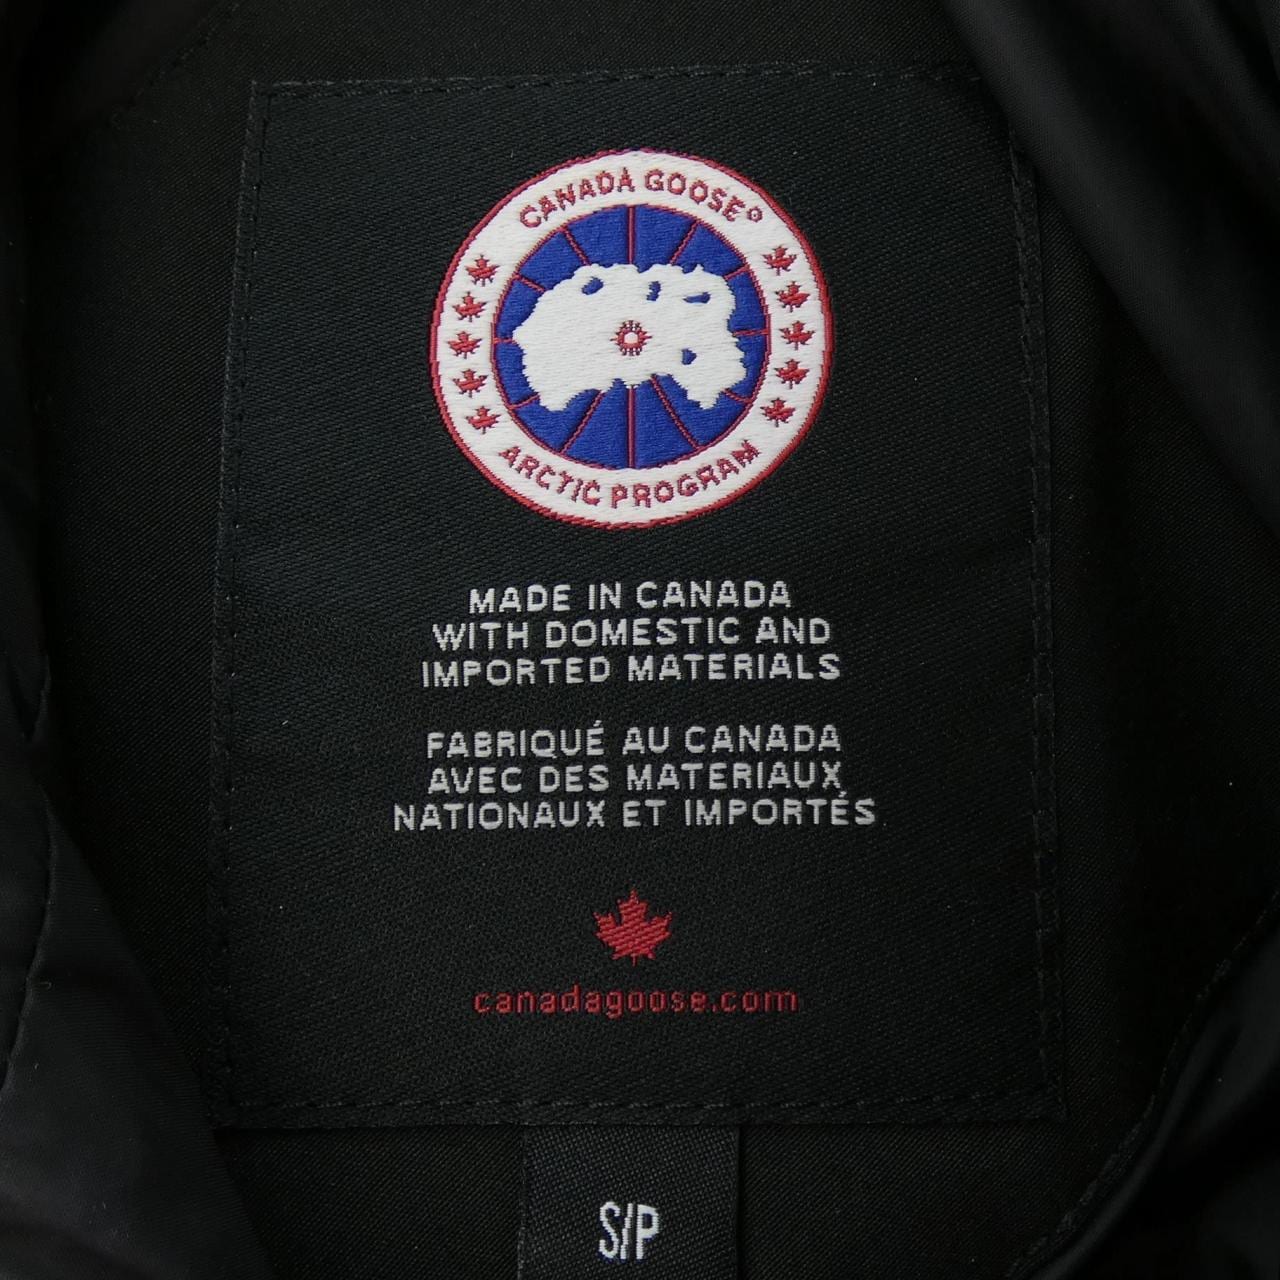 CANADA GOOSE®
ARCTIC PROGRAM
MADE IN CANADA
WITH DOMESTIC AND
IMPORTED MATERIALS
FABRIQUÉ AU CANADA
AVEC DES MATERIAUX
NATIONAUX ET IMPORTÉS
canadagoose.com
S/P